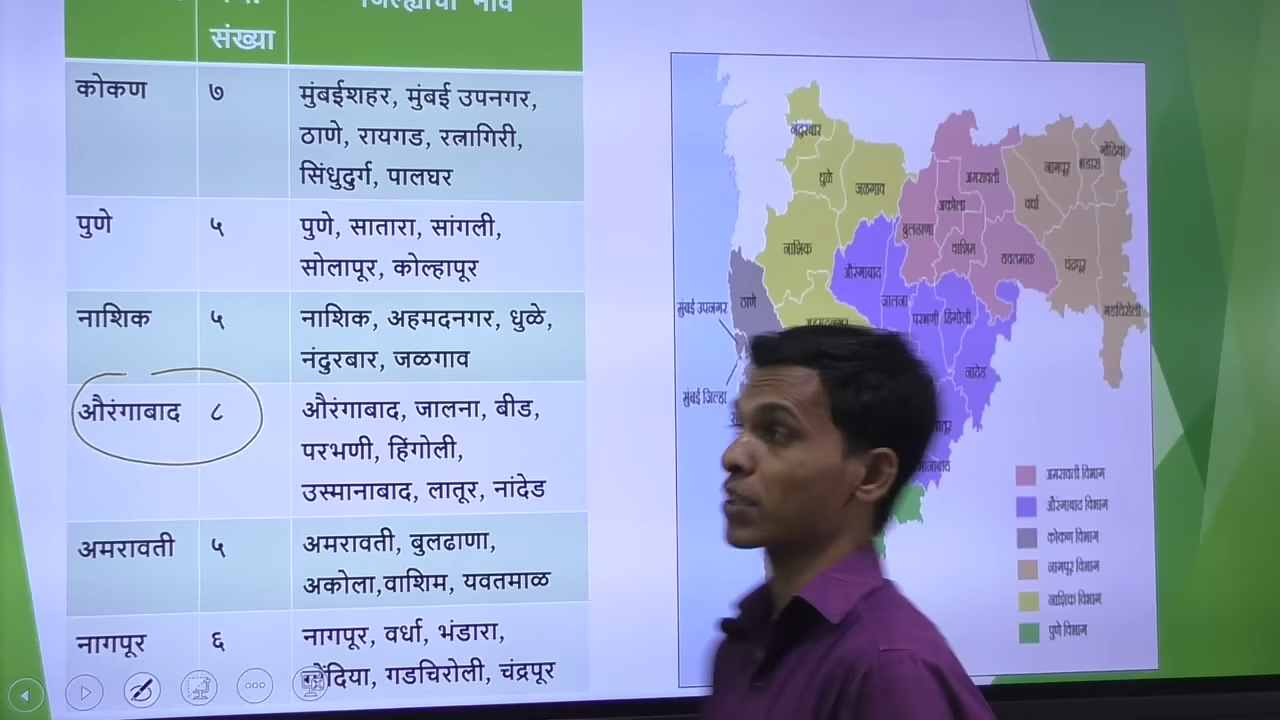 संख्या
कोकण
७
मुंबईशहर, मुंबई उपनगर,
ठाणे, रायगड, रत्नागिरी,
सिंधुदुर्ग, पालघर
पुणे
५
पुणे, सातारा, सांगली,
सोलापूर, कोल्हापूर
नाशिक
५
नाशिक, अहमदनगर, धुळे,
नंदुरबार, जळगाव
औरंगाबाद
८
औरंगाबाद, जालना, बीड,
परभणी, हिंगोली,
उस्मानाबाद, लातूर, नांदेड
अमरावती
५
अमरावती, बुलढाणा,
अकोला,वाशिम, यवतमाळ
नागपूर
६
नागपूर, वर्धा, भंडारा,
गोंदिया, गडचिरोली, चंद्रपूर
नंदुरबार
धुळे
जळगाव
नाशिक
औरंगाबाद
जालना
परभणी
हिंगोली
नांदेड
बुलढाणा
अकोला
अमरावती
वाशिम
यवतमाळ
वर्धा
नागपूर
भंडारा
गोंदिया
चंद्रपूर
गडचिरोली
ठाणे
मुंबई उपनगर
मुंबई जिल्हा
अमरावती विभाग
औरंगाबाद विभाग
कोकण विभाग
नागपूर विभाग
नाशिक विभाग
पुणे विभाग